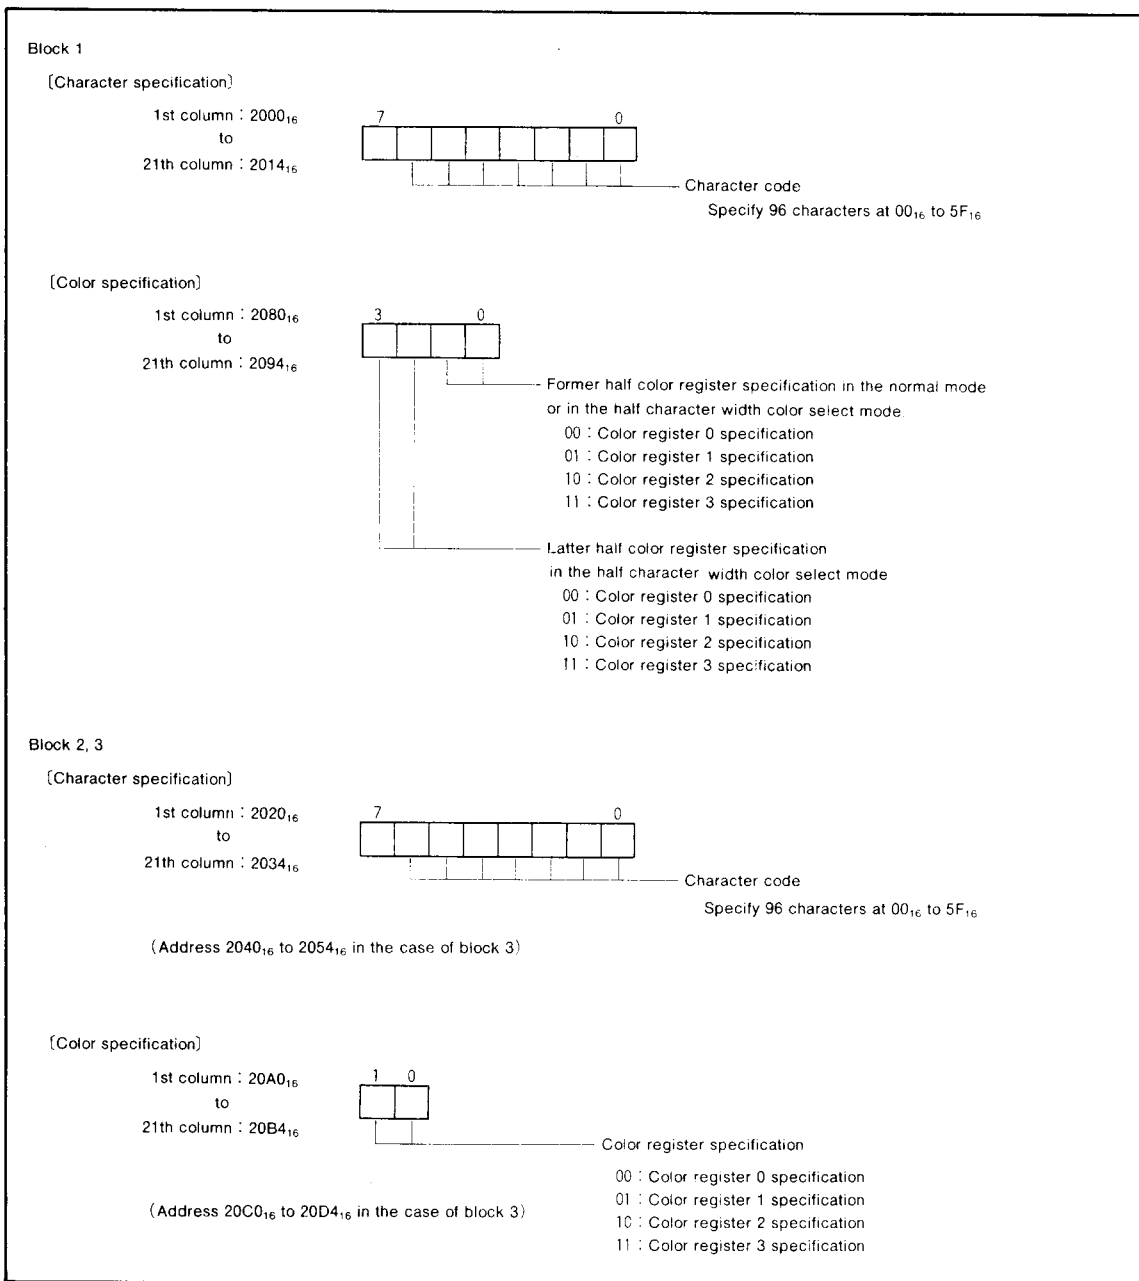 Block 1
〔Character specification〕
1st column : 2000₁₆
to
21th column : 2014₁₆
7 0
Character code
Specify 96 characters at 00₁₆ to 5F₁₆
〔Color specification〕
1st column : 2080₁₆
to
21th column : 2094₁₆
3 0
Former half color register specification in the normal mode
or in the half character width color select mode
00 : Color register 0 specification
01 : Color register 1 specification
10 : Color register 2 specification
11 : Color register 3 specification
Latter half color register specification
in the half character width color select mode
00 : Color register 0 specification
01 : Color register 1 specification
10 : Color register 2 specification
11 : Color register 3 specification
Block 2, 3
〔Character specification〕
1st column : 2020₁₆
to
21th column : 2034₁₆
7 0
Character code
Specify 96 characters at 00₁₆ to 5F₁₆
(Address 2040₁₆ to 2054₁₆ in the case of block 3)
〔Color specification〕
1st column : 20A0₁₆
to
21th column : 20B4₁₆
1 0
Color register specification
00 : Color register 0 specification
01 : Color register 1 specification
10 : Color register 2 specification
11 : Color register 3 specification
(Address 20C0₁₆ to 20D4₁₆ in the case of block 3)